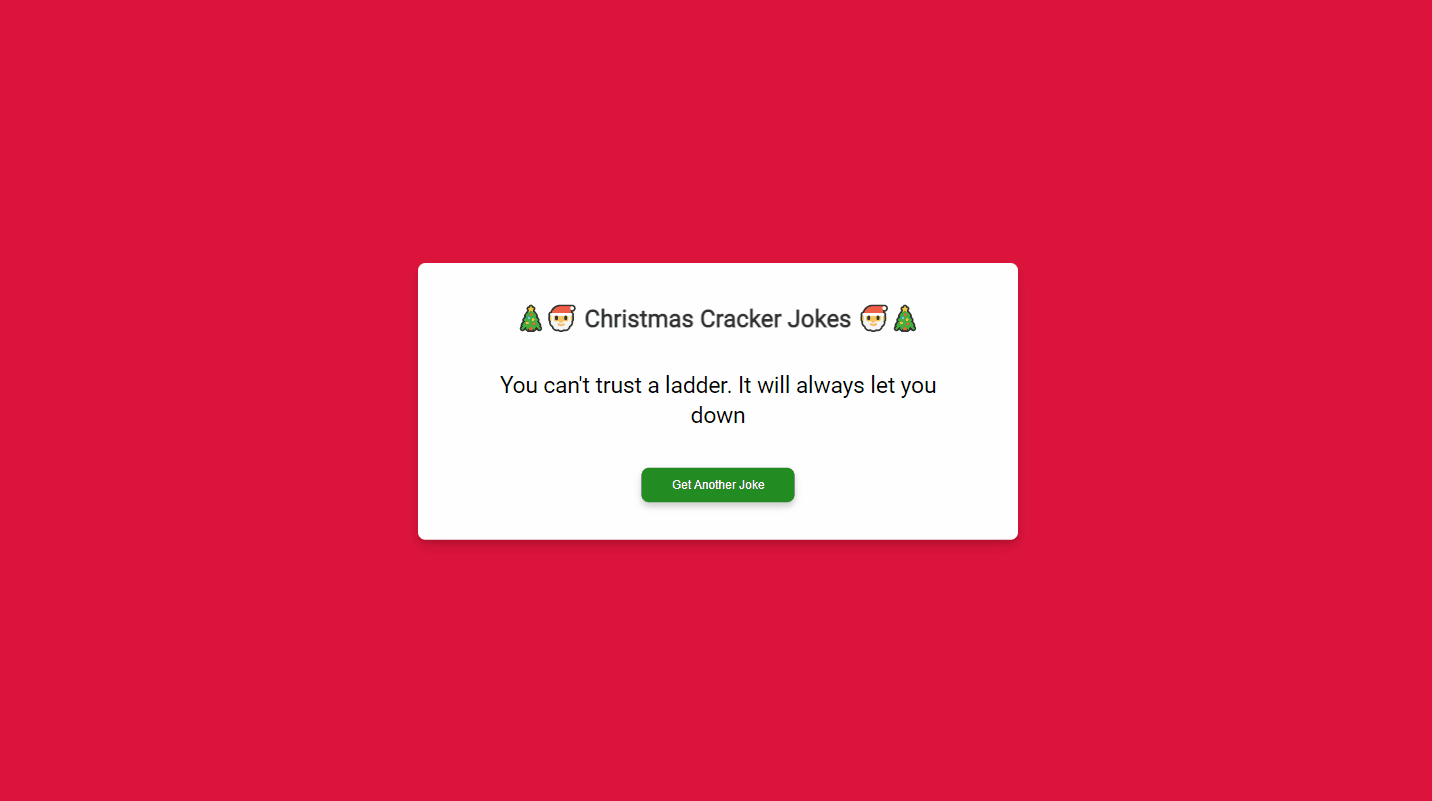 🎄🎅 Christmas Cracker Jokes 🎅🎄
You can't trust a ladder. It will always let you
down
Get Another Joke